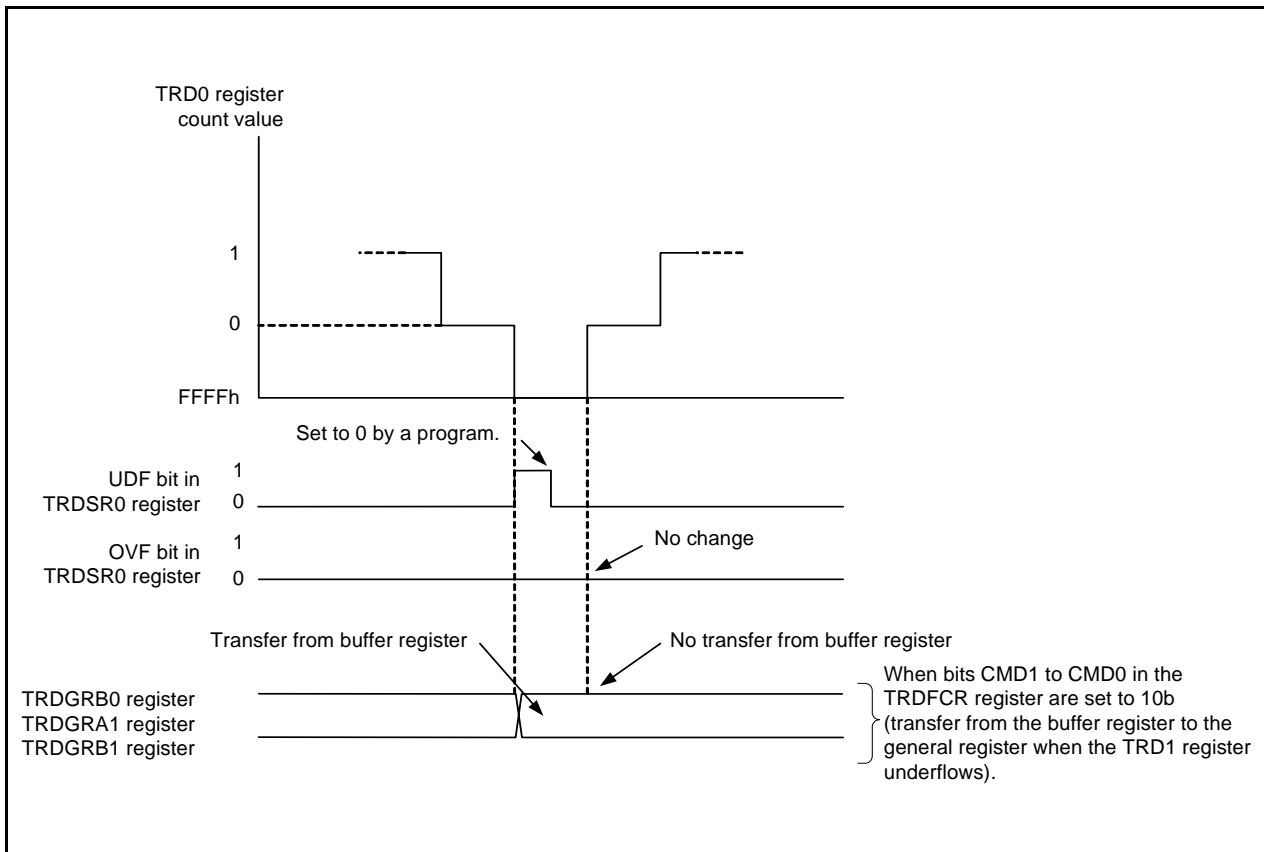 TRD0 register
count value
1
0
FFFFh
Set to 0 by a program.
UDF bit in
TRDSR0 register
1
0
OVF bit in
TRDSR0 register
1
0
No change
Transfer from buffer register
No transfer from buffer register
TRDGRB0 register
TRDGRA1 register
TRDGRB1 register
When bits CMD1 to CMD0 in the
TRDFCR register are set to 10b
(transfer from the buffer register to the
general register when the TRD1 register
underflows).